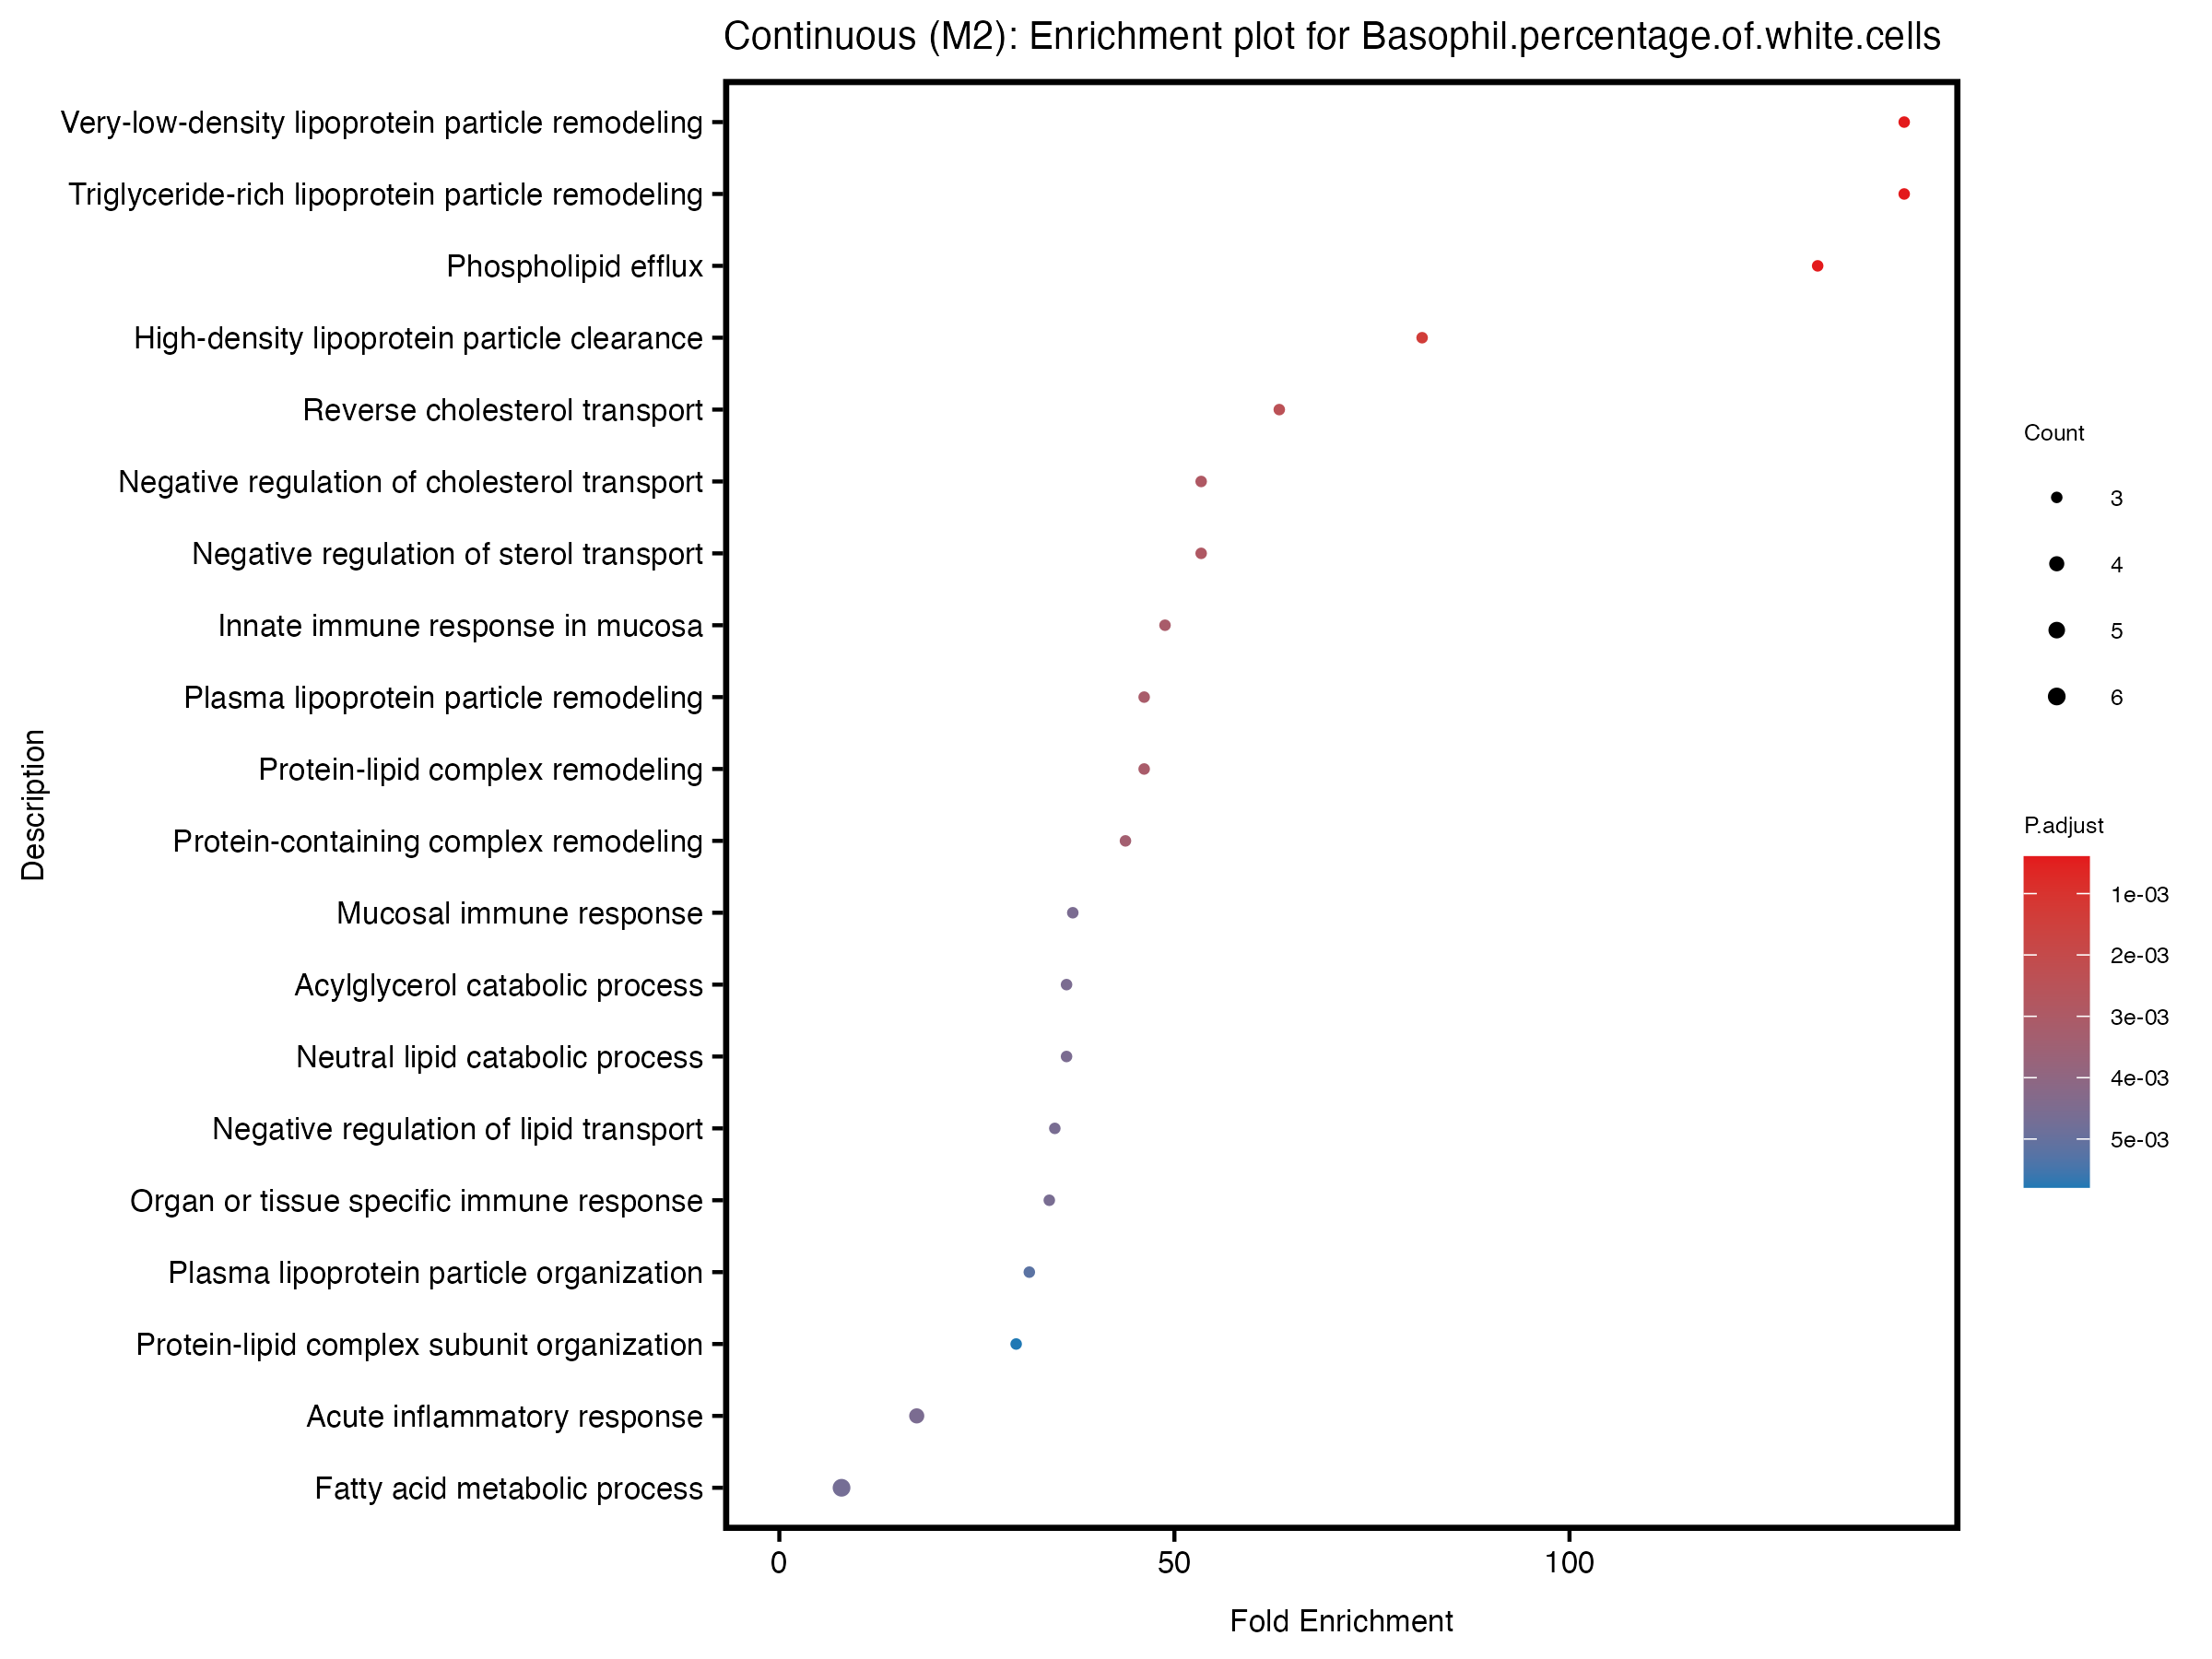 Continuous (M2): Enrichment plot for Basophil.percentage.of.white.cells
Very-low-density lipoprotein particle remodeling
Triglyceride-rich lipoprotein particle remodeling
Phospholipid efflux
High-density lipoprotein particle clearance
Reverse cholesterol transport
Negative regulation of cholesterol transport
Negative regulation of sterol transport
Innate immune response in mucosa
Plasma lipoprotein particle remodeling
Protein-lipid complex remodeling
Protein-containing complex remodeling
Mucosal immune response
Acylglycerol catabolic process
Neutral lipid catabolic process
Negative regulation of lipid transport
Organ or tissue specific immune response
Plasma lipoprotein particle organization
Protein-lipid complex subunit organization
Acute inflammatory response
Fatty acid metabolic process
Description
0 50 100
Fold Enrichment
Count
3
4
5
6
P.adjust
1e-03
2e-03
3e-03
4e-03
5e-03